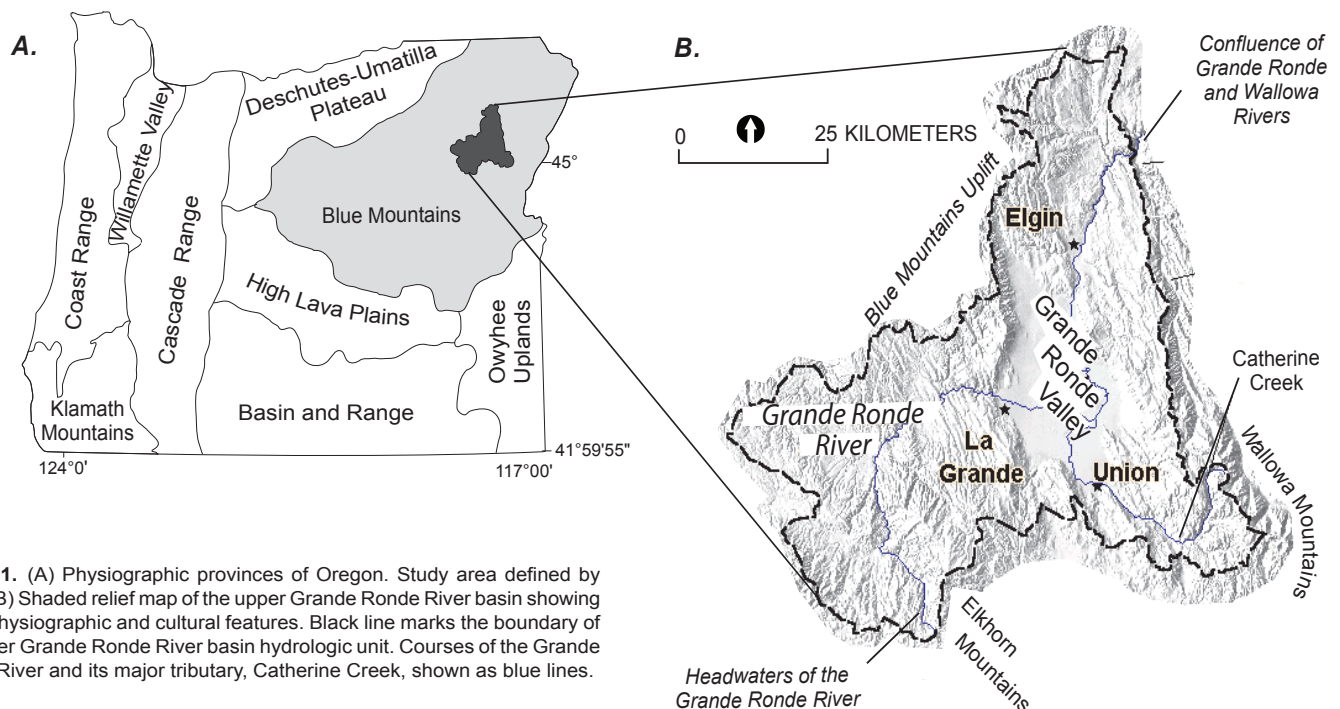 A.
Deschutes-Umatilla
Plateau
Willamette Valley
Coast Range
Cascade Range
Blue Mountains
45°
High Lava Plains
Owyhee
Uplands
Klamath
Mountains
Basin and Range
41°59'55"
124°0'
117°00'
B.
0
25 KILOMETERS
Confluence of
Grande Ronde
and Wallowa
Rivers
Blue Mountains Uplift
Elgin
Grande
Ronde
Valley
Catherine
Creek
Grande Ronde
River
La
Grande
Union
Wallowa Mountains
Elkhorn
Mountains
Headwaters of the
Grande Ronde River
1. (A) Physiographic provinces of Oregon. Study area defined by
3) Shaded relief map of the upper Grande Ronde River basin showing
hysiographic and cultural features. Black line marks the boundary of
er Grande Ronde River basin hydrologic unit. Courses of the Grande
River and its major tributary, Catherine Creek, shown as blue lines.